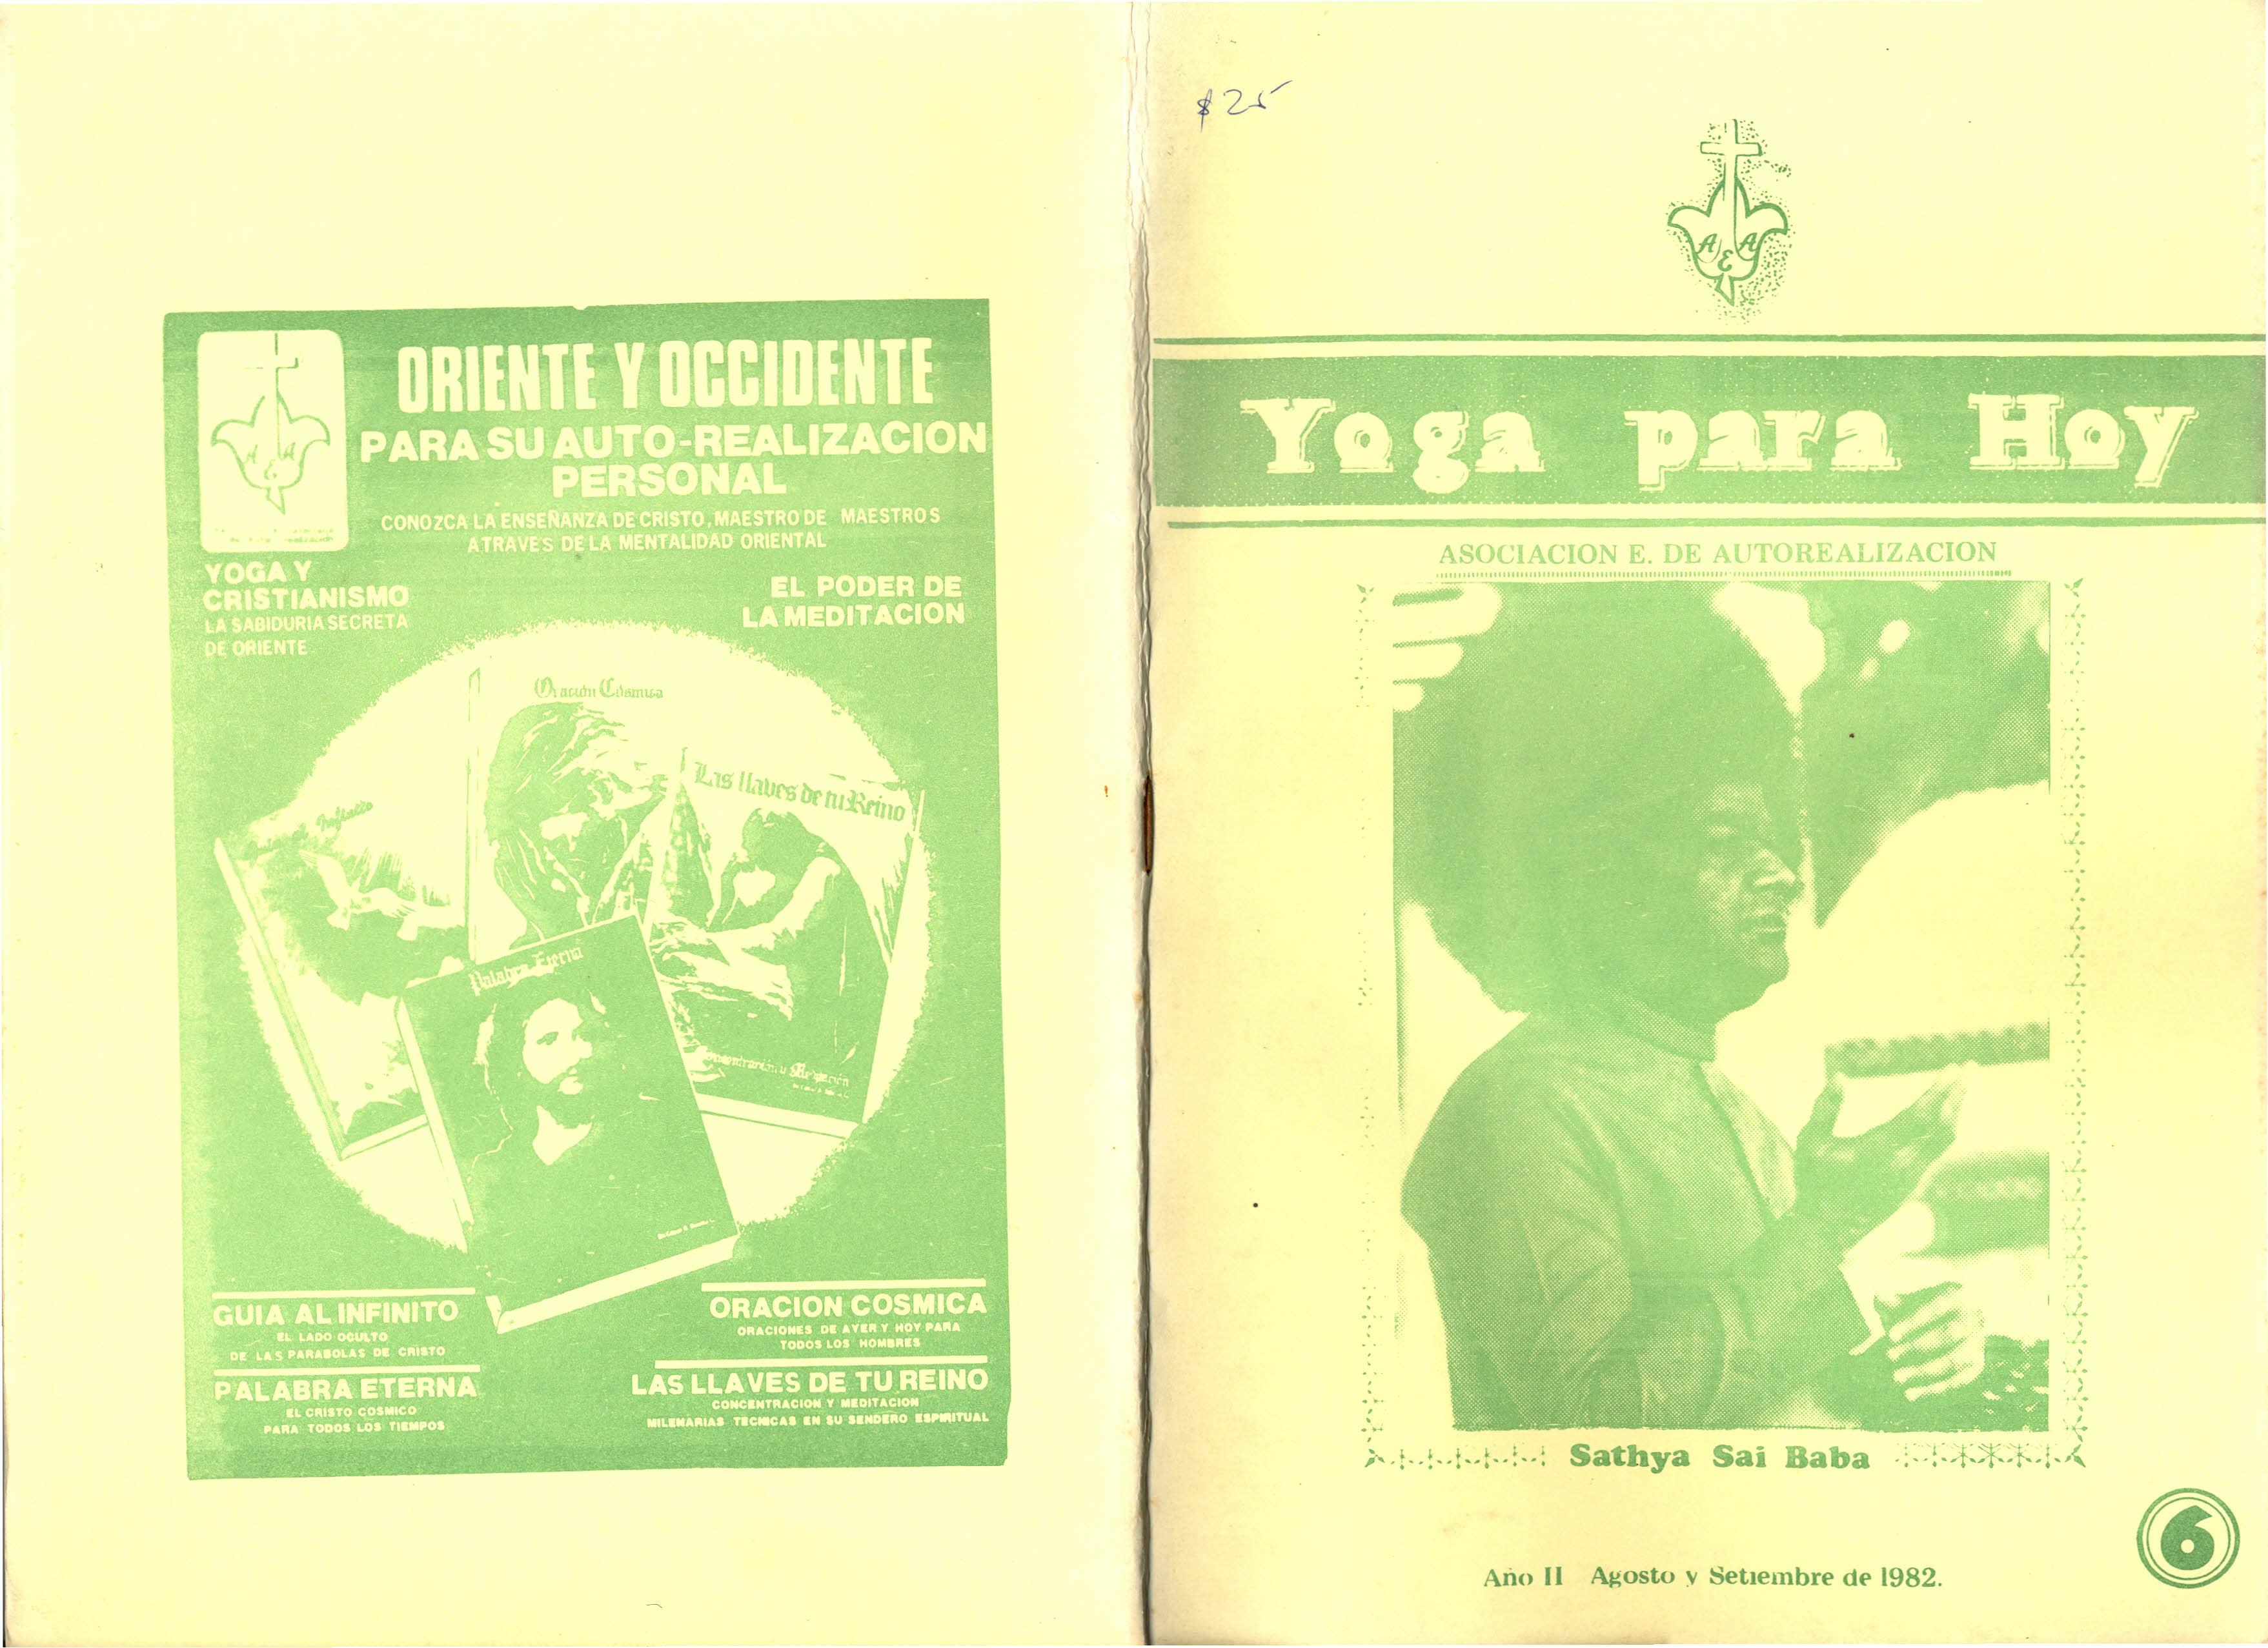 ORIENTE Y OCCIDENTE
PARA SU AUTO-REALIZACION
PERSONAL
CONOZCA LA ENSEÑANZA DE CRISTO, MAESTRO DE MAESTROS
A TRAVES DE LA MENTALIDAD ORIENTAL
A E A
YOGA Y
CRISTIANISMO
LA SABIDURIA SECRETA
DE ORIENTE
EL PODER DE
LA MEDITACION
Oración Cósmica
Las llaves de tu Reino
Palabra Eterna
GUIA AL INFINITO
EL LADO OCULTO
DE LAS PARABOLAS DE CRISTO
PALABRA ETERNA
EL CRISTO COSMICO
PARA TODOS LOS TIEMPOS
ORACION COSMICA
ORACIONES DE AYER Y HOY PARA
TODOS LOS HOMBRES
LAS LLAVES DE TU REINO
CONCENTRACION Y MEDITACION
MILENARIAS TECNICAS EN SU SENDERO ESPIRITUAL
$25
A E A
Yoga para Hoy
ASOCIACION E. DE AUTOREALIZACION
Sathya Sai Baba
6
Año II Agosto y Setiembre de 1982.